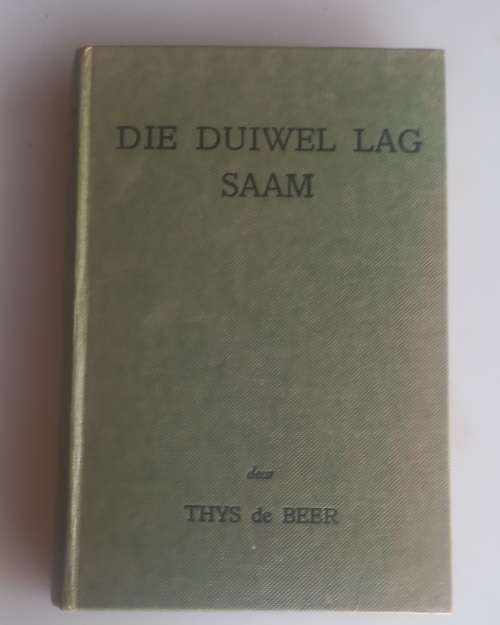 DIE DUIWEL LAG
SAAM
deur
THYS de BEER